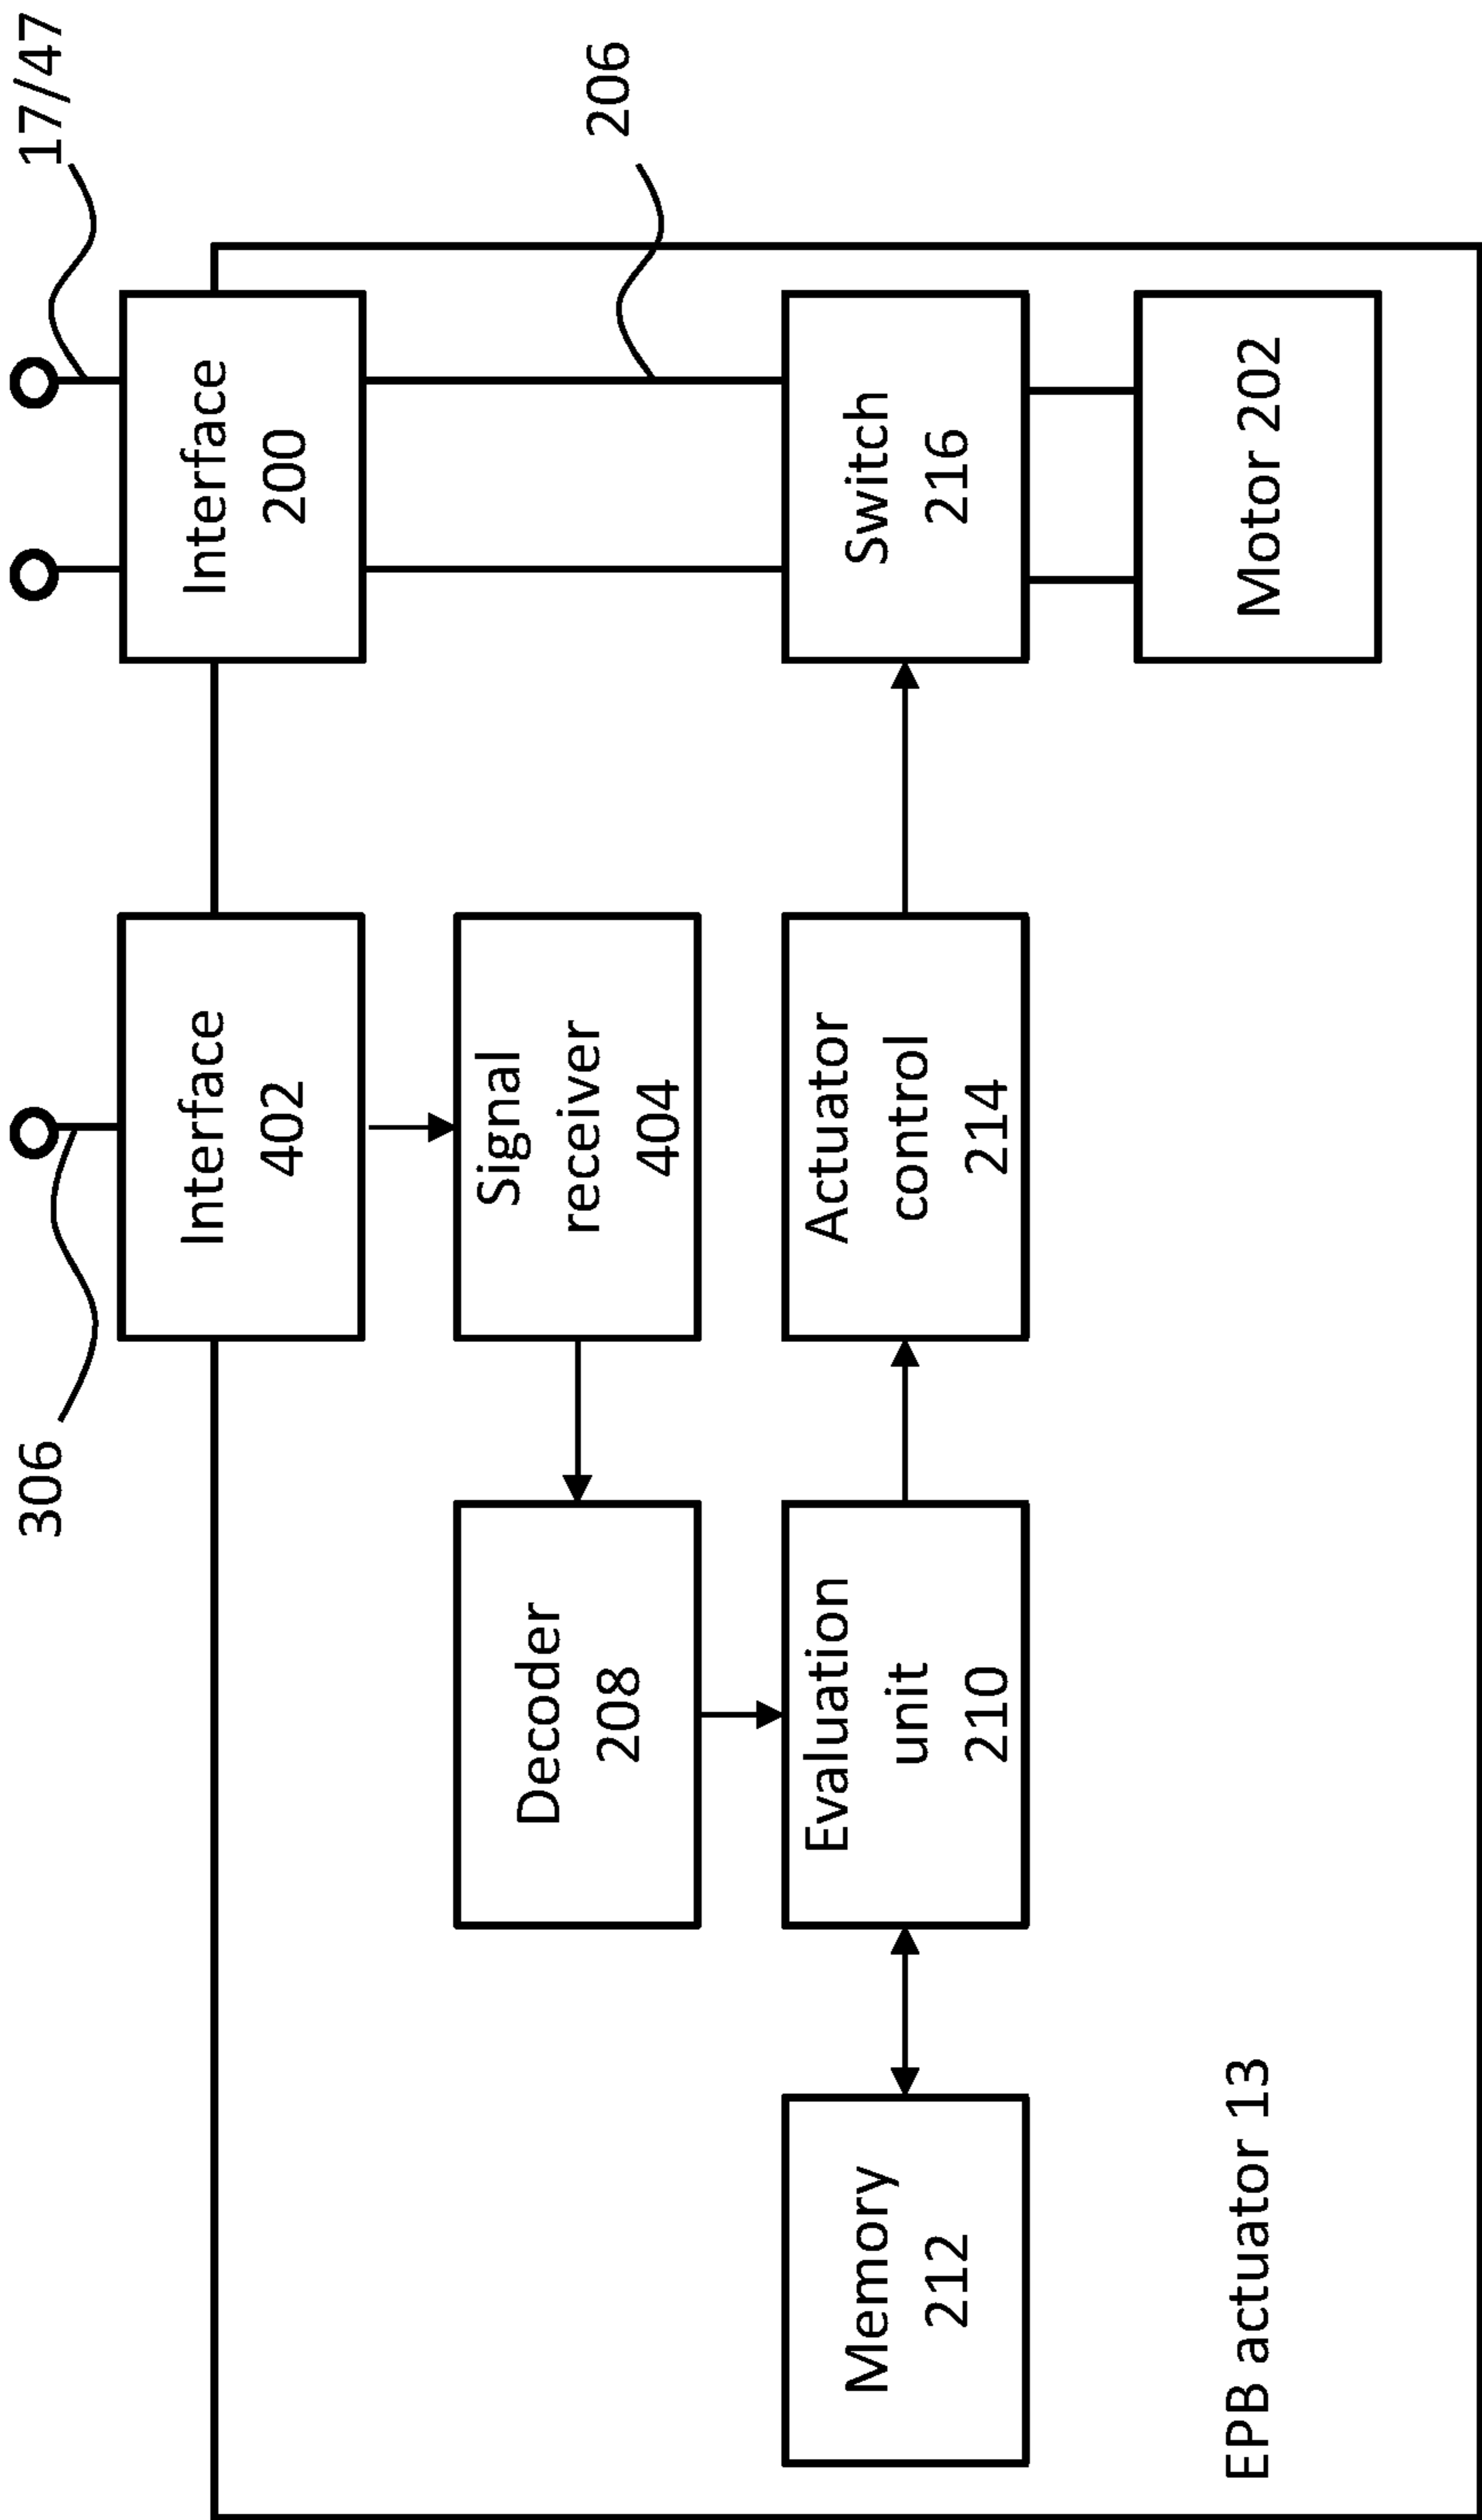 306
17/47
Interface
402
Interface
200
206
Decoder
208
Signal
receiver
404
Memory
212
Evaluation
unit
210
Actuator
control
214
Switch
216
EPB actuator 13
Motor 202